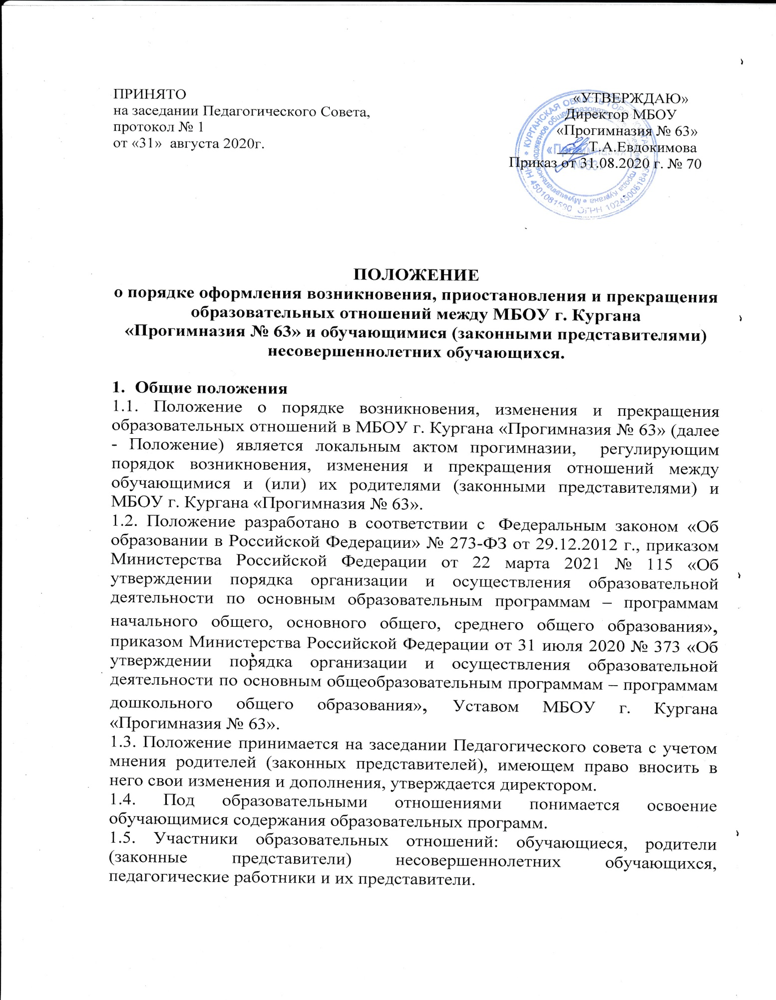 ПРИНЯТО
на заседании Педагогического Совета,
протокол № 1
от «31»  августа 2020г.
«УТВЕРЖДАЮ»
Директор МБОУ
«Прогимназия № 63»
Т.А.Евдокимова
Приказ от 31.08.2020 г. № 70
КУРГАНСКАЯ ОБЛАСТЬ ГОРОД
ИНН 4501081590 ОГРН 102450061843
Муниципальное бюджетное общеобразовательное города Кургана
«Прогимназия
№63»
ПОЛОЖЕНИЕ
о порядке оформления возникновения, приостановления и прекращения
образовательных отношений между МБОУ г. Кургана
«Прогимназия № 63» и обучающимися (законными представителями)
несовершеннолетних обучающихся.
1.  Общие положения
1.1. Положение о порядке возникновения, изменения и прекращения
образовательных отношений в МБОУ г. Кургана «Прогимназия № 63» (далее
- Положение) является локальным актом прогимназии,  регулирующим
порядок возникновения, изменения и прекращения отношений между
обучающимися и (или) их родителями (законными представителями) и
МБОУ г. Кургана «Прогимназия № 63».
1.2. Положение разработано в соответствии с  Федеральным законом «Об
образовании в Российской Федерации» № 273-ФЗ от 29.12.2012 г., приказом
Министерства Российской Федерации от 22 марта 2021 № 115 «Об
утверждении порядка организации и осуществления образовательной
деятельности по основным образовательным программам – программам
начального общего, основного общего, среднего общего образования»,
приказом Министерства Российской Федерации от 31 июля 2020 № 373 «Об
утверждении порядка организации и осуществления образовательной
деятельности по основным общеобразовательным программам – программам
дошкольного общего образования», Уставом МБОУ г. Кургана
«Прогимназия № 63».
1.3. Положение принимается на заседании Педагогического совета с учетом
мнения родителей (законных представителей), имеющем право вносить в
него свои изменения и дополнения, утверждается директором.
1.4. Под образовательными отношениями понимается освоение
обучающимися содержания образовательных программ.
1.5. Участники образовательных отношений: обучающиеся, родители
(законные представители) несовершеннолетних обучающихся,
педагогические работники и их представители.